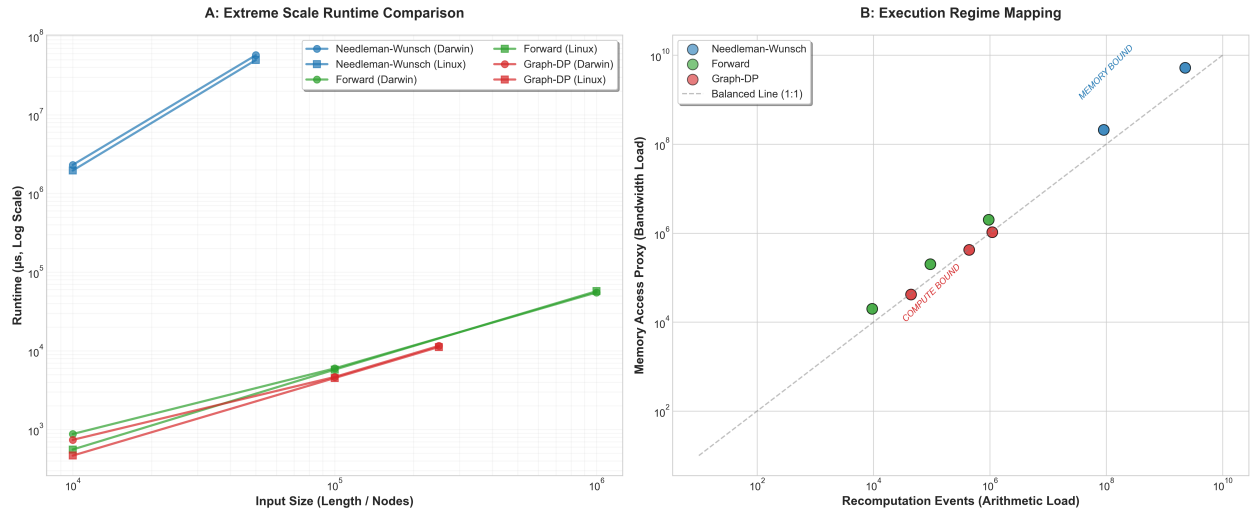 A: Extreme Scale Runtime Comparison
Needleman-Wunsch (Darwin)
Needleman-Wunsch (Linux)
Forward (Darwin)
Forward (Linux)
Graph-DP (Darwin)
Graph-DP (Linux)
Runtime (µs, Log Scale)
10^8
10^7
10^6
10^5
10^4
10^3
10^4
10^5
10^6
Input Size (Length / Nodes)
B: Execution Regime Mapping
Needleman-Wunsch
Forward
Graph-DP
Balanced Line (1:1)
MEMORY BOUND
COMPUTE BOUND
Memory Access Proxy (Bandwidth Load)
10^10
10^8
10^6
10^4
10^2
10^2
10^4
10^6
10^8
10^10
Recomputation Events (Arithmetic Load)